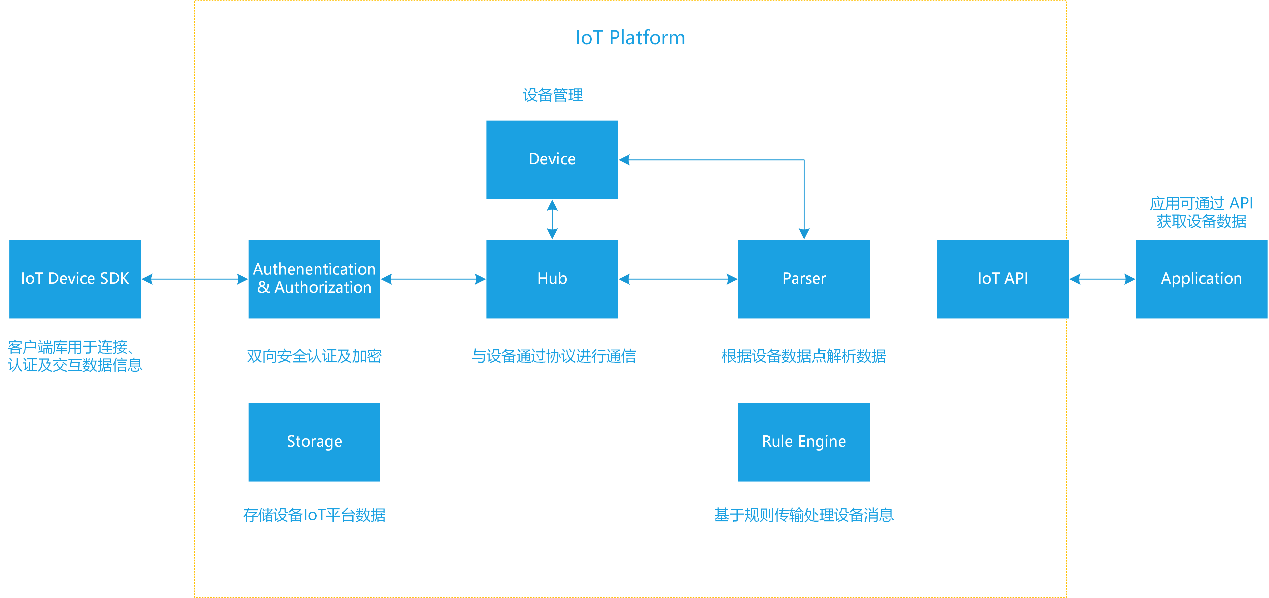 IoT Platform
设备管理
Device
应用可通过 API
获取设备数据
IoT Device SDK
Authenentication
& Authorization
Hub
Parser
IoT API
Application
客户端库用于连接、
认证及交互数据信息
双向安全认证及加密
与设备通过协议进行通信
根据设备数据点解析数据
Storage
Rule Engine
存储设备IoT平台数据
基于规则传输处理设备消息